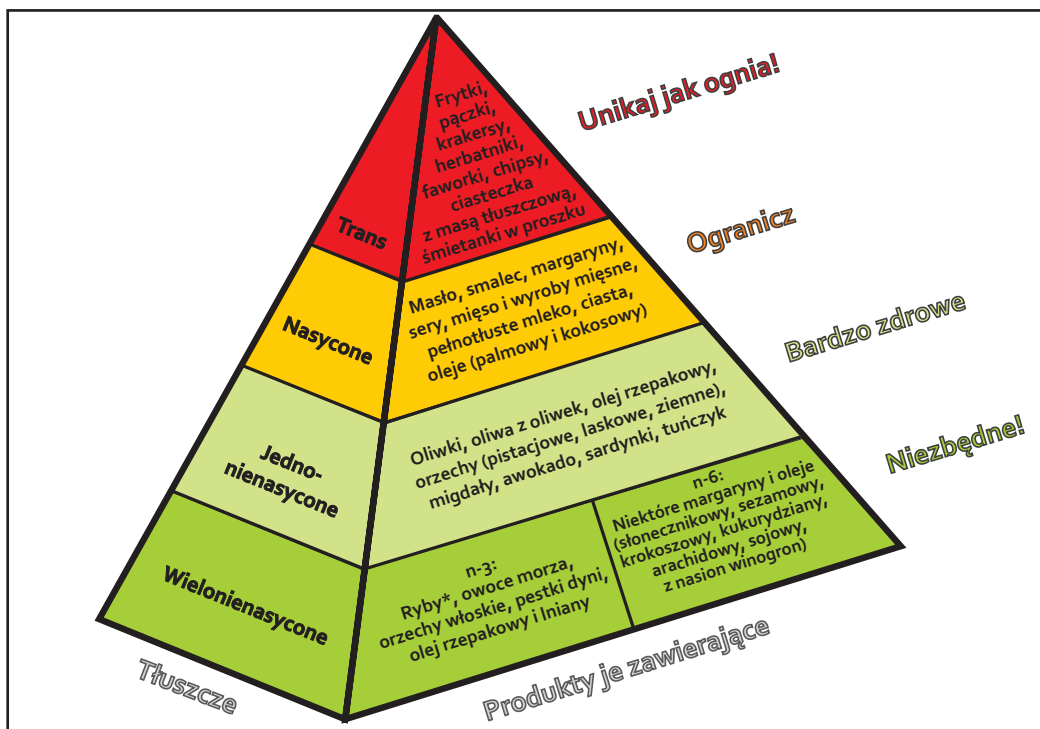 Unikaj jak ognia!
Trans
Frytki,
pączki,
krakersy,
herbatniki,
faworki, chipsy,
ciasteczka
z masą tłuszczową,
śmietanki w proszku
Ogranicz
Nasycone
Masło, smalec, margaryny,
sery, mięso i wyroby mięsne,
pełnotłuste mleko, ciasta,
oleje (palmowy i kokosowy)
Bardzo zdrowe
Jedno-
nienasycone
Oliwki, oliwa z oliwek, olej rzepakowy,
orzechy (pistacjowe, laskowe, ziemne),
migdały, awokado, sardynki, tuńczyk
Niezbędne!
Wielonienasycone
n-3:
Ryby*, owoce morza,
orzechy włoskie, pestki dyni,
olej rzepakowy i lniany
n-6:
Niektóre margaryny i oleje
(słonecznikowy, sezamowy,
krokoszowy, kukurydziany,
arachidowy, sojowy,
z nasion winogron)
Tłuszcze
Produkty je zawierające